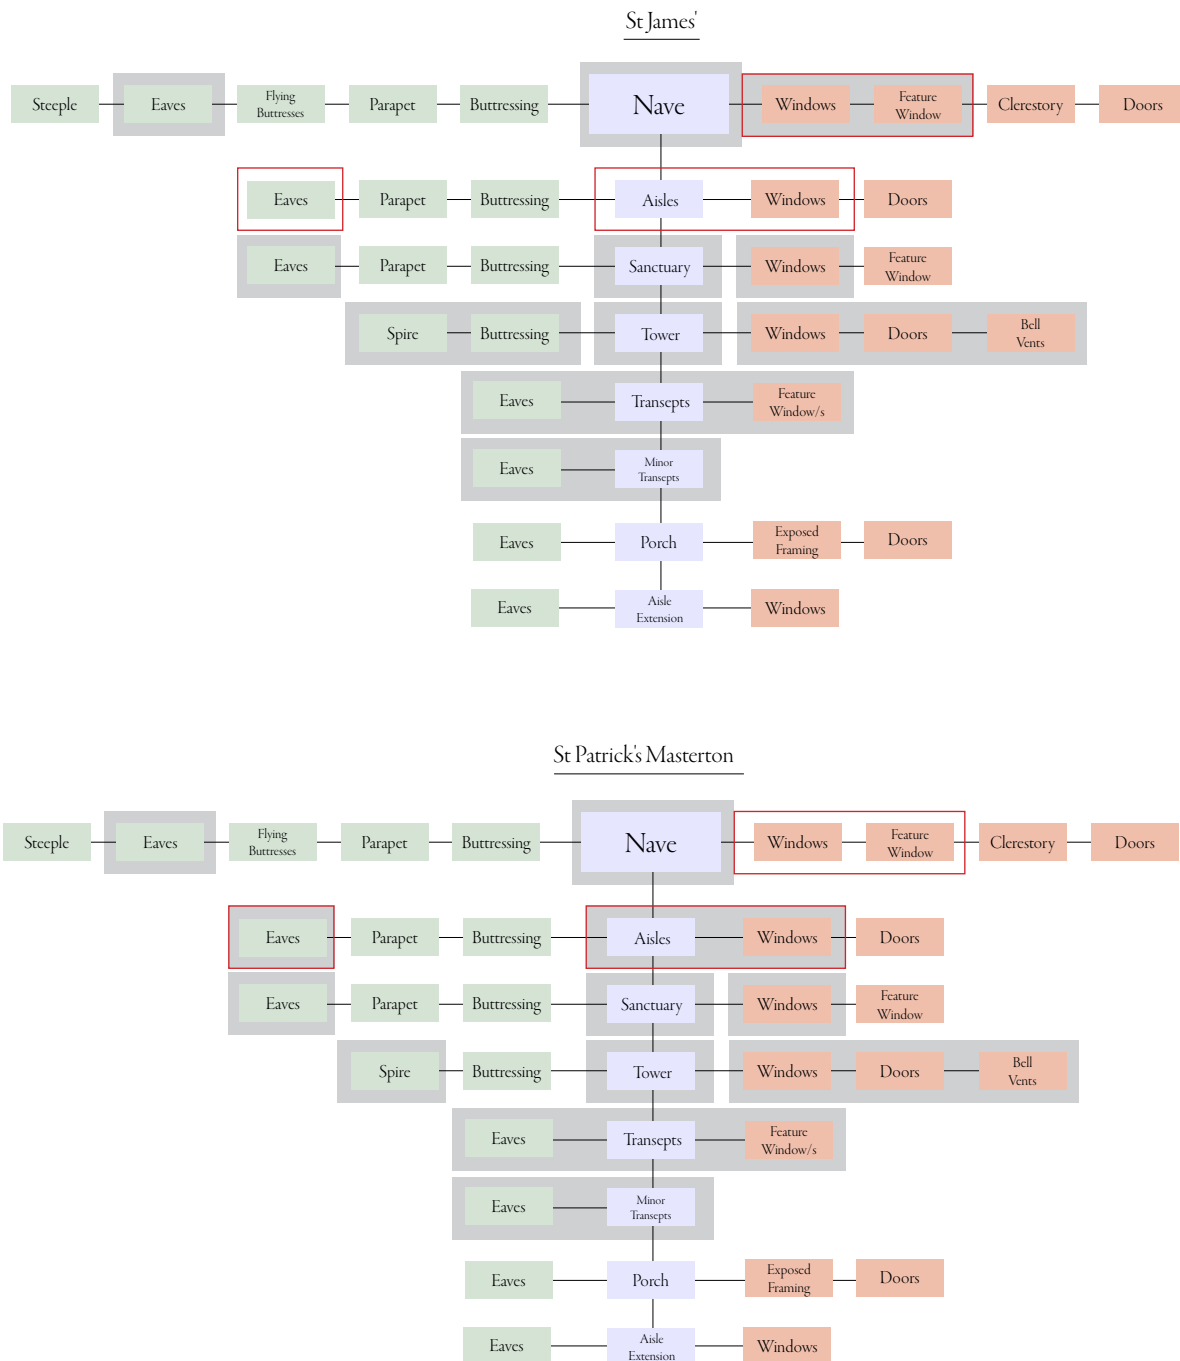 St James'
Steeple
Eaves
Flying
Buttresses
Parapet
Buttressing
Nave
Windows
Feature
Window
Clerestory
Doors
Eaves
Parapet
Buttressing
Aisles
Windows
Doors
Eaves
Parapet
Buttressing
Sanctuary
Windows
Feature
Window
Spire
Buttressing
Tower
Windows
Doors
Bell
Vents
Eaves
Transepts
Feature
Window/s
Eaves
Minor
Transepts
Eaves
Porch
Exposed
Framing
Doors
Eaves
Aisle
Extension
Windows
St Patrick's Masterton
Steeple
Eaves
Flying
Buttresses
Parapet
Buttressing
Nave
Windows
Feature
Window
Clerestory
Doors
Eaves
Parapet
Buttressing
Aisles
Windows
Doors
Eaves
Parapet
Buttressing
Sanctuary
Windows
Feature
Window
Spire
Buttressing
Tower
Windows
Doors
Bell
Vents
Eaves
Transepts
Feature
Window/s
Eaves
Minor
Transepts
Eaves
Porch
Exposed
Framing
Doors
Eaves
Aisle
Extension
Windows